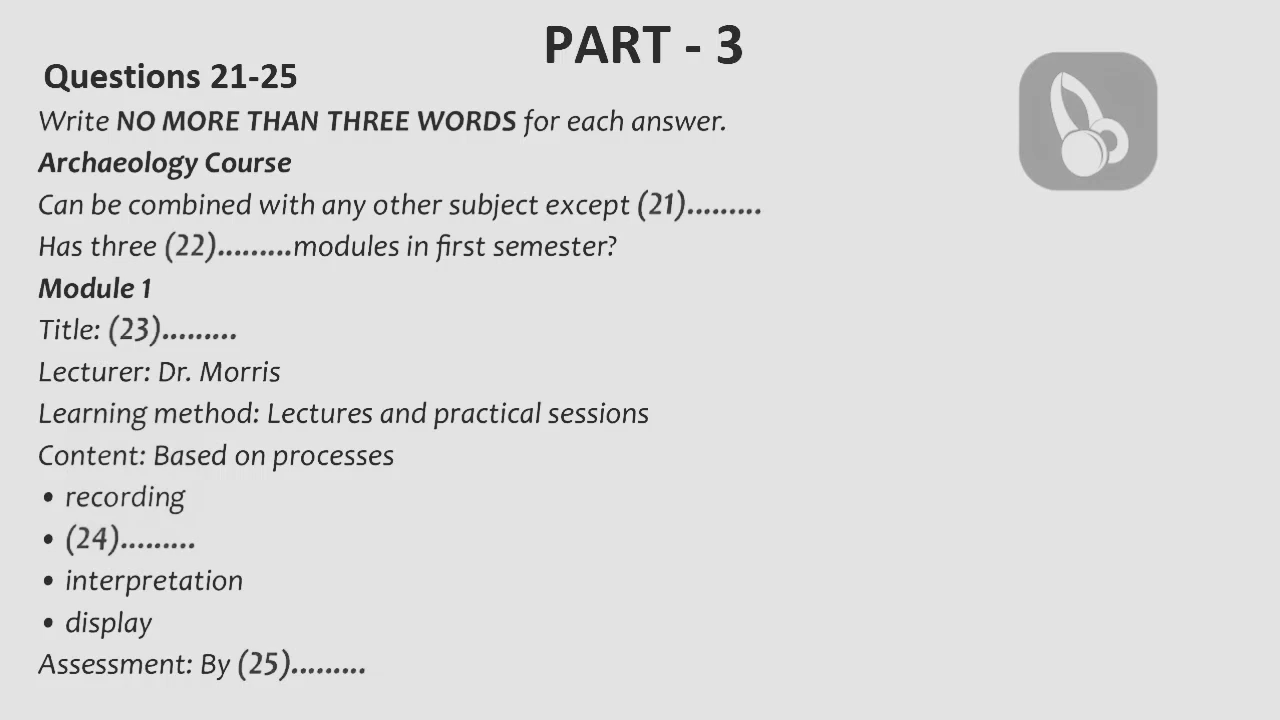 PART - 3
Questions 21-25
Write NO MORE THAN THREE WORDS for each answer.
Archaeology Course
Can be combined with any other subject except (21).........
Has three (22).........modules in first semester?
Module 1
Title: (23).........
Lecturer: Dr. Morris
Learning method: Lectures and practical sessions
Content: Based on processes
• recording
• (24).........
• interpretation
• display
Assessment: By (25).........